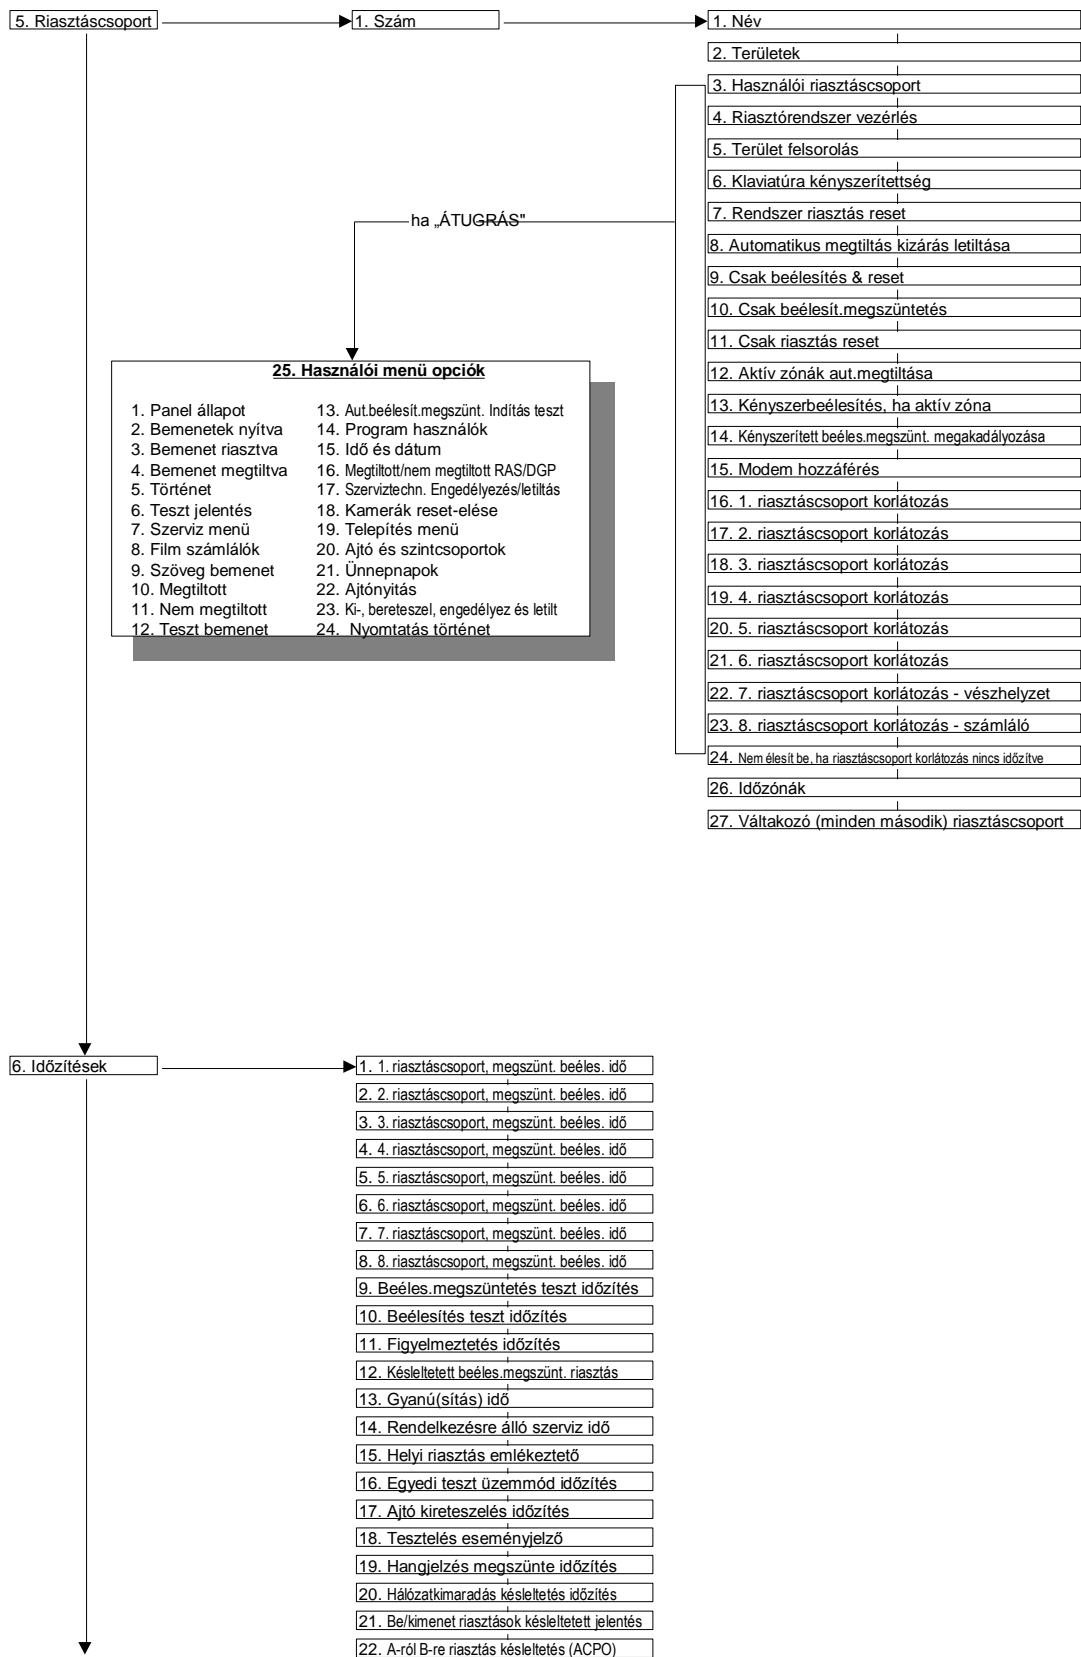 5. Riasztáscsoport
1. Szám
1. Név
2. Területek
3. Használói riasztáscsoport
4. Riasztórendszer vezérlés
5. Terület felsorolás
6. Klaviatúra kényszerítettség
7. Rendszer riasztás reset
8. Automatikus megtiltás kizárás letiltása
9. Csak beélesítés & reset
10. Csak beélesít.megszüntetés
11. Csak riasztás reset
12. Aktív zónák aut.megtiltása
13. Kényszerbeélesítés, ha aktív zóna
14. Kényszerített beéles.megszünt. megakadályozása
15. Modem hozzáférés
16. 1. riasztáscsoport korlátozás
17. 2. riasztáscsoport korlátozás
18. 3. riasztáscsoport korlátozás
19. 4. riasztáscsoport korlátozás
20. 5. riasztáscsoport korlátozás
21. 6. riasztáscsoport korlátozás
22. 7. riasztáscsoport korlátozás - vészhelyzet
23. 8. riasztáscsoport korlátozás - számláló
24. Nem élesít be, ha riasztáscsoport korlátozás nincs időzítve
26. Időzónák
27. Váltakozó (minden második) riasztáscsoport
ha „ÁTUGRÁS"
25. Használói menü opciók
1. Panel állapot
2. Bemenetek nyítva
3. Bemenet riasztva
4. Bemenet megtiltva
5. Történet
6. Teszt jelentés
7. Szerviz menü
8. Film számlálók
9. Szöveg bemenet
10. Megtiltott
11. Nem megtiltott
12. Teszt bemenet
13. Aut.beélesít.megszünt. Indítás teszt
14. Program használók
15. Idő és dátum
16. Megtiltott/nem megtiltott RAS/DGP
17. Szerviztechn. Engedélyezés/letiltás
18. Kamerák reset-elése
19. Telepítés menü
20. Ajtó és szintcsoportok
21. Ünnepnapok
22. Ajtónyitás
23. Ki-, bereteszel, engedélyez és letilt
24. Nyomtatás történet
6. Időzítések
1. 1. riasztáscsoport, megszünt. beéles. idő
2. 2. riasztáscsoport, megszünt. beéles. idő
3. 3. riasztáscsoport, megszünt. beéles. idő
4. 4. riasztáscsoport, megszünt. beéles. idő
5. 5. riasztáscsoport, megszünt. beéles. idő
6. 6. riasztáscsoport, megszünt. beéles. idő
7. 7. riasztáscsoport, megszünt. beéles. idő
8. 8. riasztáscsoport, megszünt. beéles. idő
9. Beéles.megszüntetés teszt időzítés
10. Beélesítés teszt időzítés
11. Figyelmeztetés időzítés
12. Késleltetett beéles.megszünt. riasztás
13. Gyanú(sítás) idő
14. Rendelkezésre álló szerviz idő
15. Helyi riasztás emlékeztető
16. Egyedi teszt üzemmód időzítés
17. Ajtó kireteszelés időzítés
18. Tesztelés eseményjelző
19. Hangjelzés megszünte időzítés
20. Hálózatkimaradás késleltetés időzítés
21. Be/kimenet riasztások késleltetett jelentés
22. A-ról B-re riasztás késleltetés (ACPO)